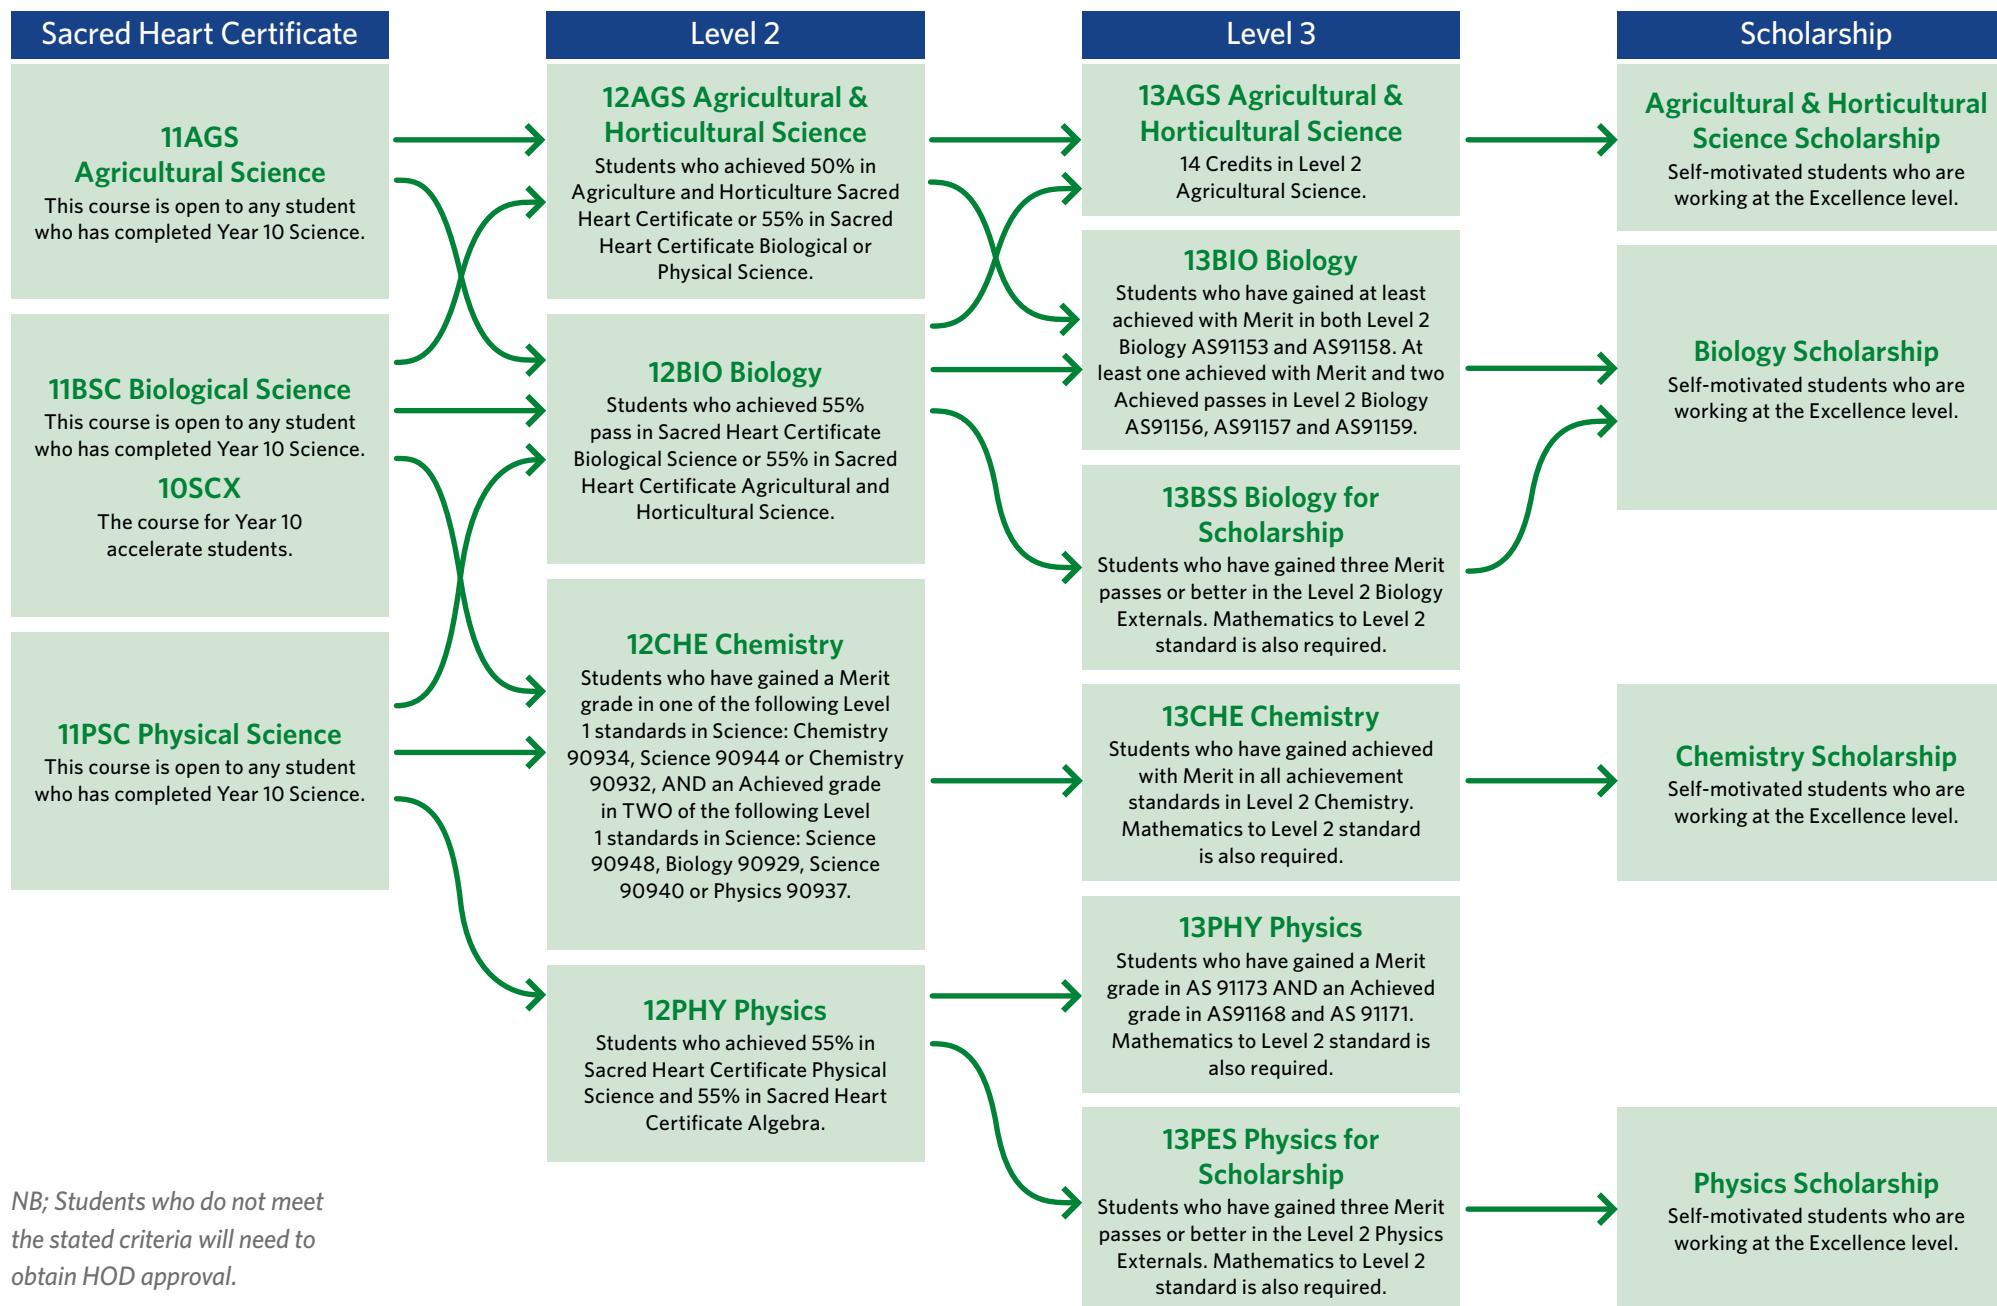 Sacred Heart Certificate
11AGS
Agricultural Science
This course is open to any student
who has completed Year 10 Science.
11BSC Biological Science
This course is open to any student
who has completed Year 10 Science.
10SCX
The course for Year 10
accelerate students.
11PSC Physical Science
This course is open to any student
who has completed Year 10 Science.
NB; Students who do not meet
the stated criteria will need to
obtain HOD approval.
Level 2
12AGS Agricultural &
Horticultural Science
Students who achieved 50% in
Agriculture and Horticulture Sacred
Heart Certificate or 55% in Sacred
Heart Certificate Biological or
Physical Science.
12BIO Biology
Students who achieved 55%
pass in Sacred Heart Certificate
Biological Science or 55% in Sacred
Heart Certificate Agricultural and
Horticultural Science.
12CHE Chemistry
Students who have gained a Merit
grade in one of the following Level
1 standards in Science: Chemistry
90934, Science 90944 or Chemistry
90932, AND an Achieved grade
in TWO of the following Level
1 standards in Science: Science
90948, Biology 90929, Science
90940 or Physics 90937.
12PHY Physics
Students who achieved 55% in
Sacred Heart Certificate Physical
Science and 55% in Sacred Heart
Certificate Algebra.
Level 3
13AGS Agricultural &
Horticultural Science
14 Credits in Level 2
Agricultural Science.
13BIO Biology
Students who have gained at least
achieved with Merit in both Level 2
Biology AS91153 and AS91158. At
least one achieved with Merit and two
Achieved passes in Level 2 Biology
AS91156, AS91157 and AS91159.
13BSS Biology for
Scholarship
Students who have gained three Merit
passes or better in the Level 2 Biology
Externals. Mathematics to Level 2
standard is also required.
13CHE Chemistry
Students who have gained achieved
with Merit in all achievement
standards in Level 2 Chemistry.
Mathematics to Level 2 standard
is also required.
13PHY Physics
Students who have gained a Merit
grade in AS 91173 AND an Achieved
grade in AS91168 and AS 91171.
Mathematics to Level 2 standard is
also required.
13PES Physics for
Scholarship
Students who have gained three Merit
passes or better in the Level 2 Physics
Externals. Mathematics to Level 2
standard is also required.
Scholarship
Agricultural & Horticultural
Science Scholarship
Self-motivated students who are
working at the Excellence level.
Biology Scholarship
Self-motivated students who are
working at the Excellence level.
Chemistry Scholarship
Self-motivated students who are
working at the Excellence level.
Physics Scholarship
Self-motivated students who are
working at the Excellence level.